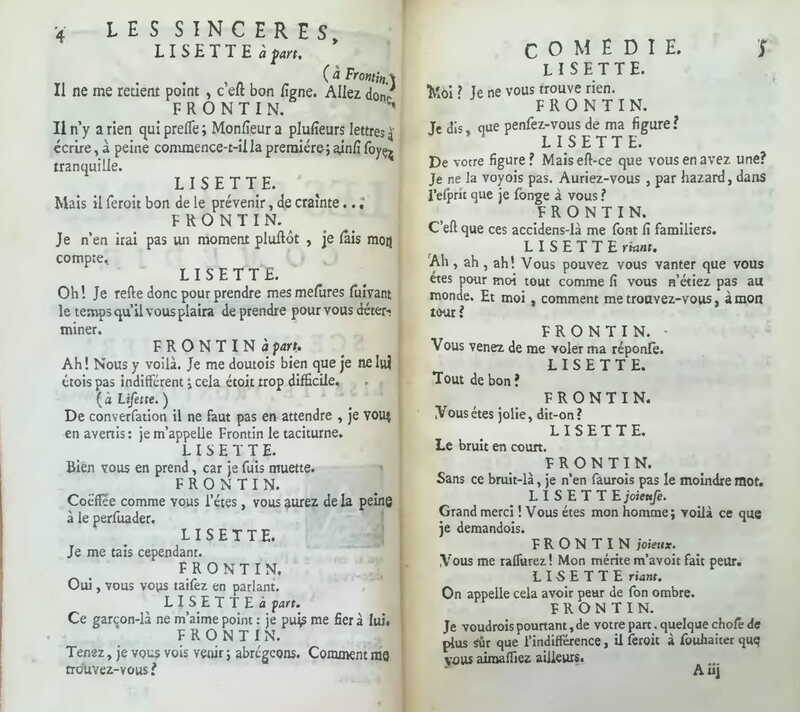 4 LES SINCERES,
LISETTE à part.
(à Frontin.)
Il ne me retient point, c'eſt bon ſigne. Allez donc.
FRONTIN.
Il n'y a rien qui preſſe; Monſieur a pluſieurs lettres à
écrire, à peine commence-t-il la premiére; ainſi ſoyez
tranquille.
LISETTE.
Mais il ſeroit bon de le prévenir, de crainte...
FRONTIN.
Je n'en irai pas un moment pluſtôt, je ſais mon
compte.
LISETTE.
Oh! Je reſte donc pour prendre mes meſures ſuivant
le temps qu'il vous plaira de prendre pour vous déter-
miner.
FRONTIN à part.
Ah! Nous y voilà. Je me doutois bien que je ne lui
étois pas indifférent; cela étoit trop difficile.
(à Liſette.)
De converſation il ne faut pas en attendre, je vous
en avertis: je m'appelle Frontin le taciturne.
LISETTE.
Bien vous en prend, car je ſuis muette.
FRONTIN.
Coëffée comme vous l'étes, vous aurez de la peine
à le perſuader.
LISETTE.
Je me tais cependant.
FRONTIN.
Oui, vous vous taiſez en parlant.
LISETTE à part.
Ce garçon-là ne m'aime point: je puis me fier à lui.
FRONTIN.
Tenez, je vous vois venir; abrégeons. Comment me
trouvez-vous?
COMÉDIE. 5
LISETTE.
Moi? Je ne vous trouve rien.
FRONTIN.
Je dis, que penſez-vous de ma figure?
LISETTE.
De votre figure? Mais eſt-ce que vous en avez une?
Je ne la voyois pas. Auriez-vous, par hazard, dans
l'eſprit que je ſonge à vous?
FRONTIN.
C'eſt que ces accidens-là me ſont ſi familiers.
LISETTE riant.
Ah, ah, ah! Vous pouvez vous vanter que vous
étes pour moi tout comme ſi vous n'étiez pas au
monde. Et moi, comment me trouvez-vous, à mon
tour?
FRONTIN.
Vous venez de me voler ma réponſe.
LISETTE.
Tout de bon?
FRONTIN.
Vous étes jolie, dit-on?
LISETTE.
Le bruit en court.
FRONTIN.
Sans ce bruit-là, je n'en ſaurois pas le moindre mot.
LISETTE joieuſe.
Grand merci! Vous étes mon homme; voilà ce que
je demandois.
FRONTIN joieux.
Vous me raſſurez! Mon mérite m'avoit fait peur.
LISETTE riant.
On appelle cela avoir peur de ſon ombre.
FRONTIN.
Je voudrois pourtant, de votre part, quelque choſe de
plus sûr que l'indifférence, il ſeroit à ſouhaiter que
vous aimaſſiez ailleurs.
A iij